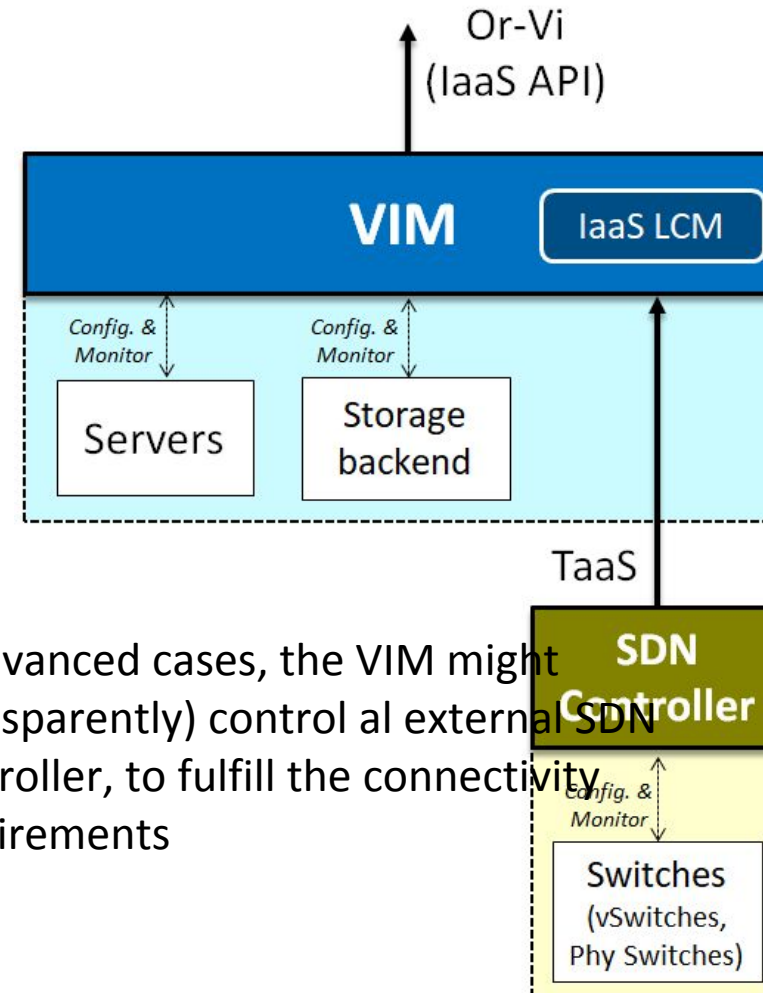 Or-Vi
(IaaS API)
VIM
IaaS LCM
Config. &
Monitor
Config. &
Monitor
Servers
Storage
backend
TaaS
SDN
Controller
vanced cases, the VIM might
sparently) control al external SDN
roller, to fulfill the connectivity
irements
Config. &
Monitor
Switches
(vSwitches,
Phy Switches)